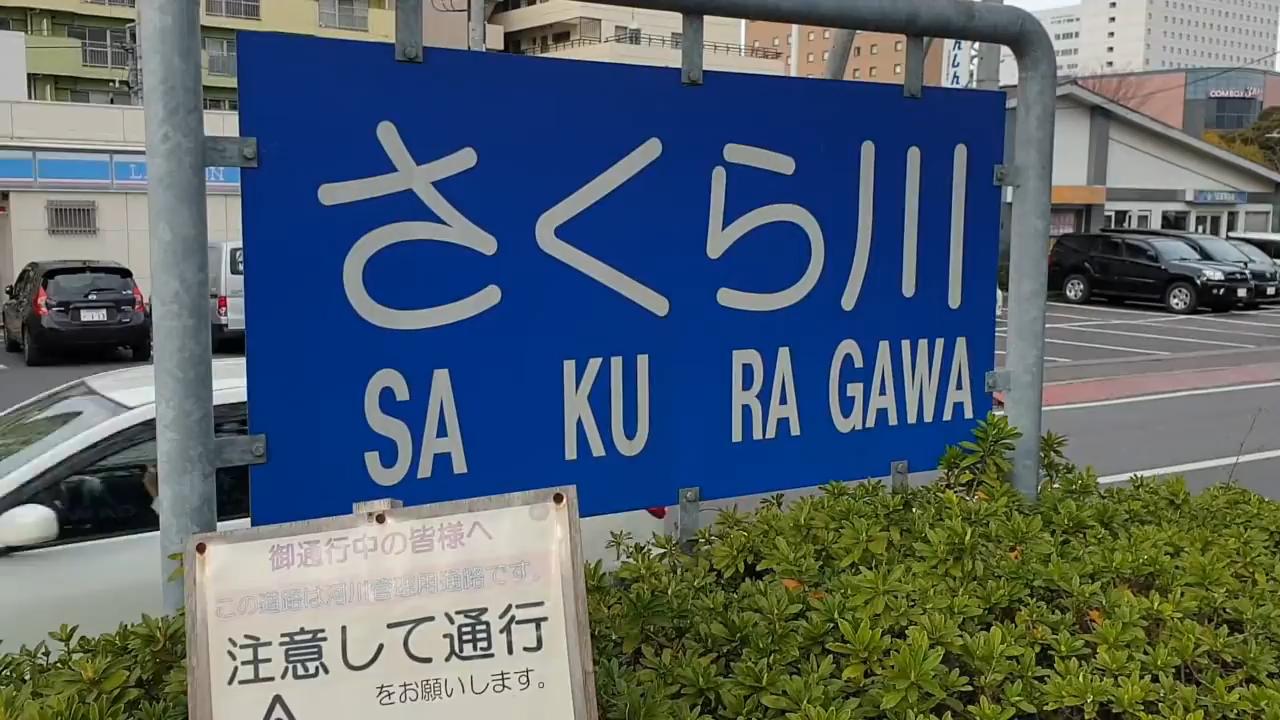 さくら川
SA KU RA GAWA
御通行中の皆様へ
この道路は河川管理用通路です。
注意して通行
をお願いします。